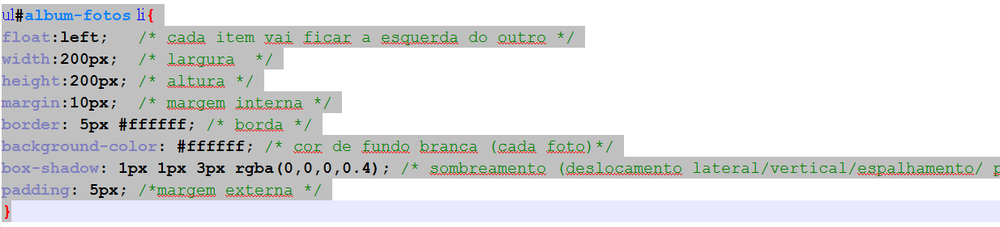 ul#album-fotos li{
float:left;   /* cada item vai ficar a esquerda do outro */
width:200px;  /* largura  */
height:200px; /* altura */
margin:10px;  /* margem interna */
border: 5px #ffffff; /* borda */
background-color: #ffffff; /* cor de fundo branca (cada foto)*/
box-shadow: 1px 1px 3px rgba(0,0,0,0.4); /* sombreamento (deslocamento lateral/vertical/espalhamento/
padding: 5px; /*margem externa */
}